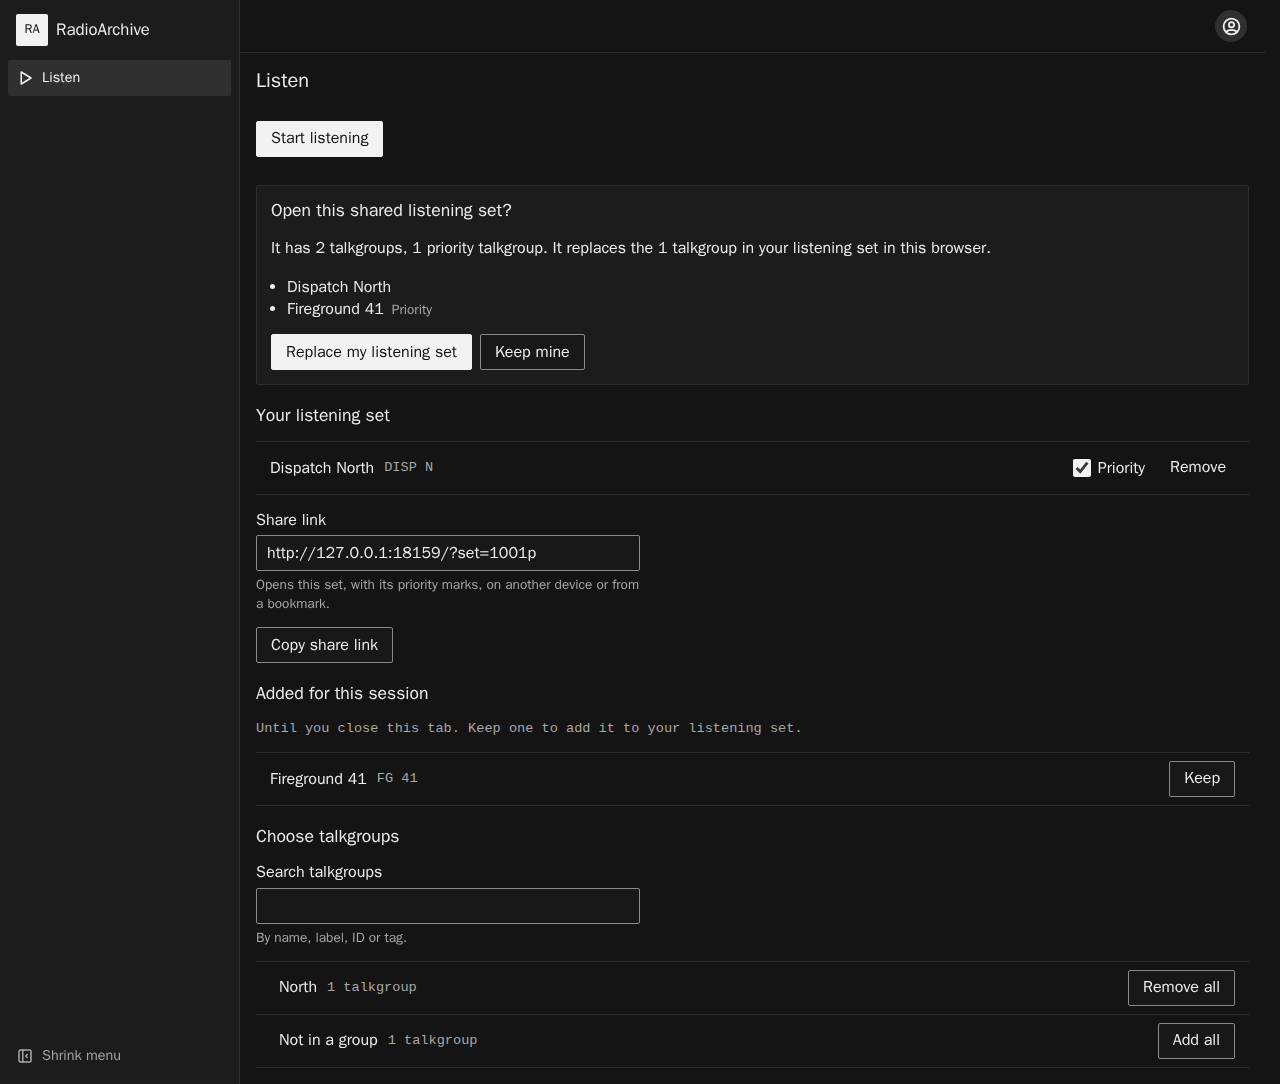 RA RadioArchive
Listen
Listen
Start listening
Open this shared listening set?
It has 2 talkgroups, 1 priority talkgroup. It replaces the 1 talkgroup in your listening set in this browser.
Dispatch North
Fireground 41 Priority
Replace my listening set Keep mine
Your listening set
Dispatch North DISP N Priority Remove
Share link
http://127.0.0.1:18159/?set=1001p
Opens this set, with its priority marks, on another device or from
a bookmark.
Copy share link
Added for this session
Until you close this tab. Keep one to add it to your listening set.
Fireground 41 FG 41 Keep
Choose talkgroups
Search talkgroups
By name, label, ID or tag.
North 1 talkgroup Remove all
Not in a group 1 talkgroup Add all
Shrink menu